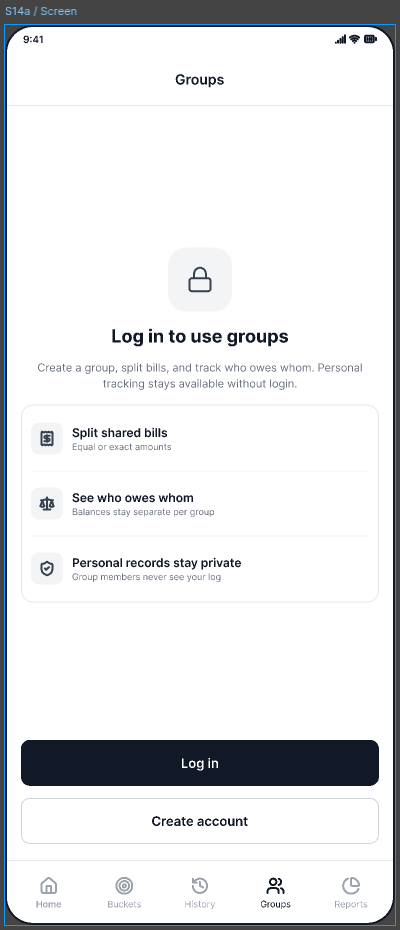 S14a / Screen
9:41
Groups
Log in to use groups
Create a group, split bills, and track who owes whom. Personal
tracking stays available without login.
Split shared bills
Equal or exact amounts
See who owes whom
Balances stay separate per group
Personal records stay private
Group members never see your log
Log in
Create account
Home
Buckets
History
Groups
Reports